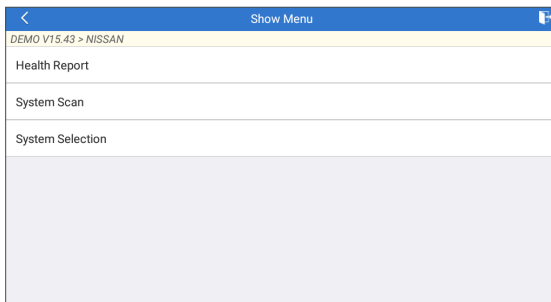 Show Menu
DEMO V15.43 > NISSAN
Health Report
System Scan
System Selection